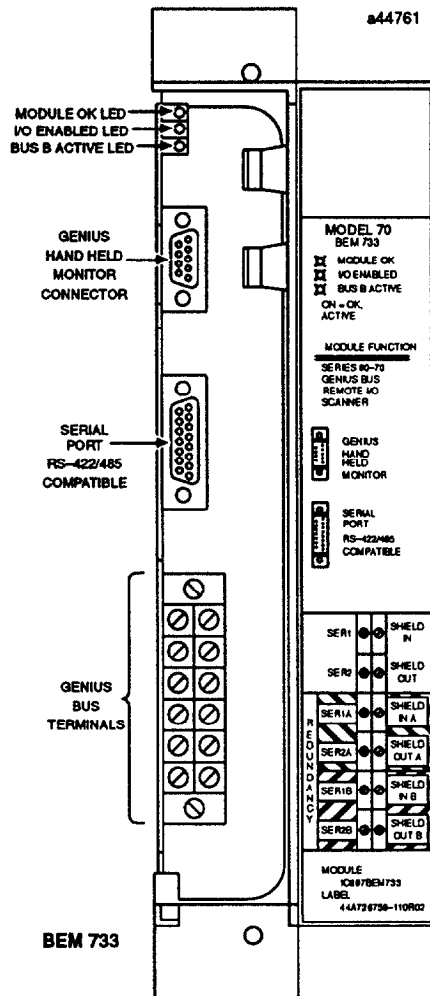 a44761
MODULE OK LED
I/O ENABLED LED
BUS B ACTIVE LED
GENIUS
HAND HELD
MONITOR
CONNECTOR
SERIAL
PORT
RS-422/485
COMPATIBLE
GENIUS
BUS
TERMINALS
BEM 733
MODEL 70
BEM 733
MODULE OK
I/O ENABLED
BUS B ACTIVE
ON = OK,
ACTIVE
MODULE FUNCTION
SERIES 90-70
GENIUS BUS
REMOTE I/O
SCANNER
GENIUS
HAND
HELD
MONITOR
SERIAL
PORT
RS-422/485
COMPATIBLE
SER1 SHIELD IN
SER2 SHIELD OUT
REDUNDANCY
SER1A SHIELD IN A
SER2A SHIELD OUT A
SER1B SHIELD IN B
SER2B SHIELD OUT B
MODULE
IC697BEM733
LABEL
44A726758-110R02